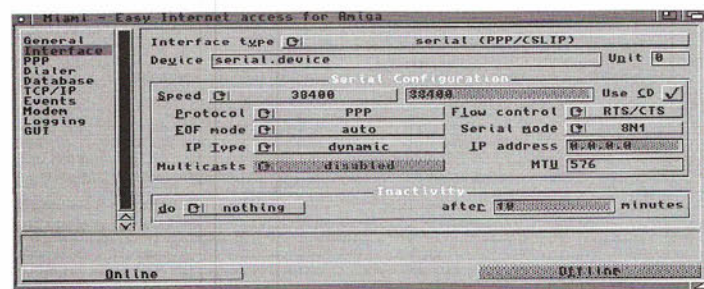 Miami - Easy Internet access for Amiga
General
Interface
PPP
Dialer
Database
TCP/IP
Events
Modem
Logging
GUI
Interface type serial (PPP/CSLIP)
Device serial.device Unit 0
Serial Configuration
Speed 38400 38400 Use CD
Protocol PPP Flow control RTS/CTS
EOF mode auto Serial mode 8N1
IP Type dynamic IP address 0.0.0.0
Multicasts disabled MTU 576
Inactivity
do nothing after 10 minutes
Online Offline